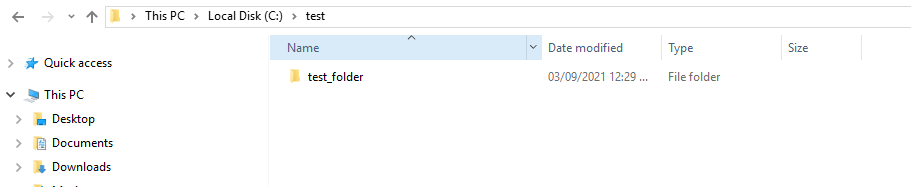 This PC > Local Disk (C:) > test
Name Date modified Type Size
Quick access
test_folder 03/09/2021 12:29 ... File folder
This PC
Desktop
Documents
Downloads